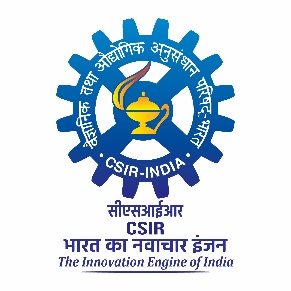 वैज्ञानिक तथा औद्योगिक अनुसंधान परिषद्-भारत
• CSIR-INDIA •
सीएसआईआर
CSIR
भारत का नवाचार इंजन
The Innovation Engine of India